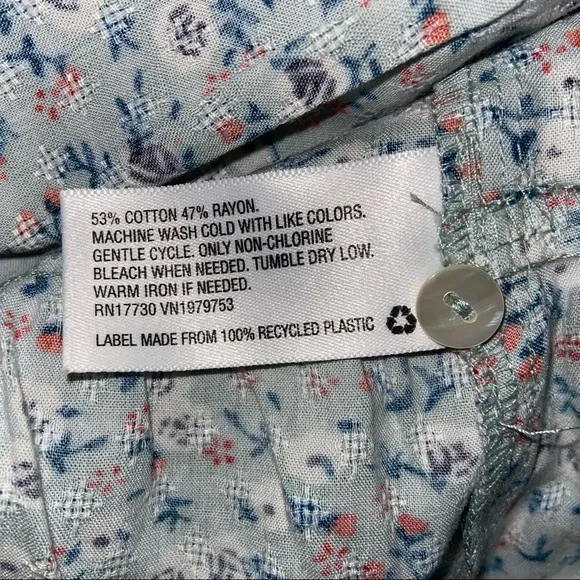 53% COTTON 47% RAYON.
MACHINE WASH COLD WITH LIKE COLORS.
GENTLE CYCLE. ONLY NON-CHLORINE
BLEACH WHEN NEEDED. TUMBLE DRY LOW.
WARM IRON IF NEEDED.
RN17730 VN1979753
LABEL MADE FROM 100% RECYCLED PLASTIC